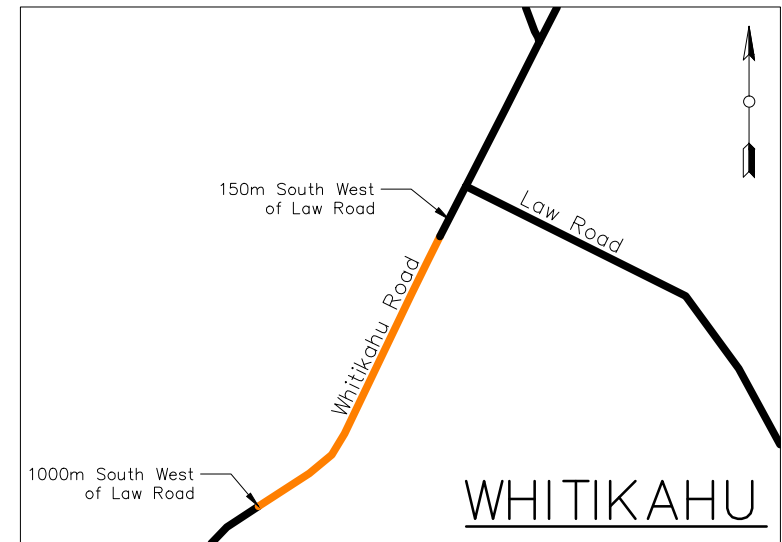 150m South West
of Law Road
Law Road
Whitikahu Road
1000m South West
of Law Road
WHITIKAHU